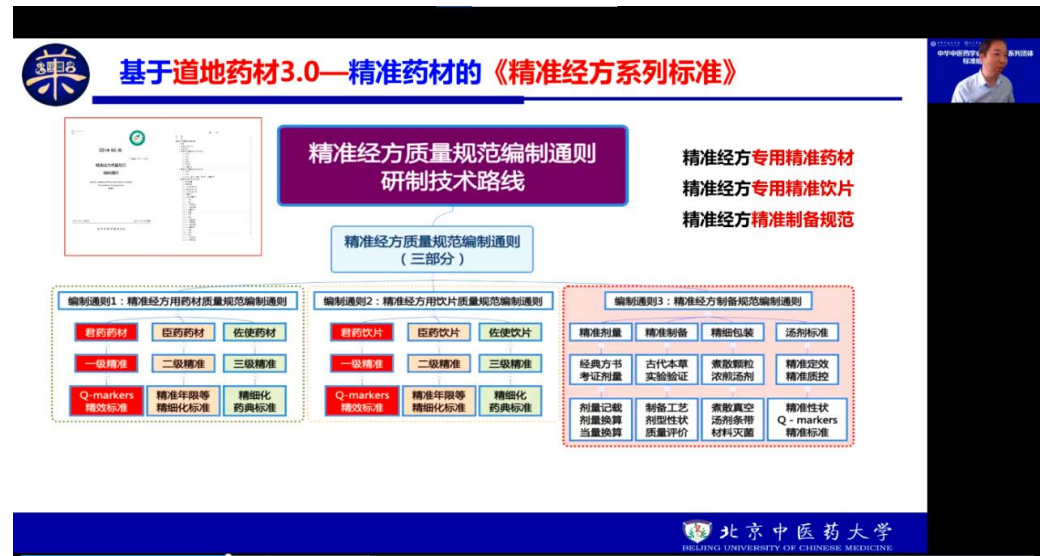 基于道地药材3.0—精准药材的《精准经方系列标准》
精准经方质量规范编制通则
研制技术路线
精准经方专用精准药材
精准经方专用精准饮片
精准经方精准制备规范
精准经方质量规范编制通则
（三部分）
编制通则1：精准经方用药材质量规范编制通则
君药药材
臣药药材
佐使药材
一级精准
二级精准
三级精准
Q-markers
精效标准
精准年限等
精细化标准
精细化
药典标准
编制通则2：精准经方用饮片质量规范编制通则
君药饮片
臣药饮片
佐使饮片
一级精准
二级精准
三级精准
Q-markers
精效标准
精准年限等
精细化标准
精细化
药典标准
编制通则3：精准经方制备规范编制通则
精准剂量
精准制备
精细包装
汤剂标准
经典方书
考证剂量
古代本草
实验验证
煮散颗粒
浓煎汤剂
精准定效
精准质控
剂量记载
剂量换算
当量换算
制备工艺
剂型性状
质量评价
煮散真空
汤剂条带
材料灭菌
精准性状
Q - markers
精准标准
北京中医药大学
BEIJING UNIVERSITY OF CHINESE MEDICINE